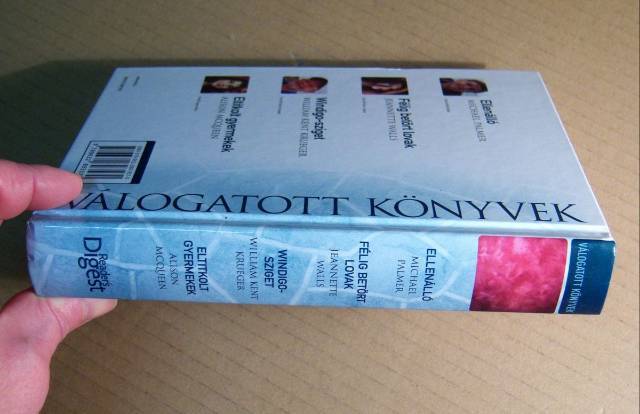 Ellenálló
MICHAEL PALMER
Félig betört lovak
JEANNETTE WALLS
Windigo-sziget
WILLIAM KENT KRUEGER
Eltitkolt gyermekek
ALISON MCQUEEN
VÁLOGATOTT KÖNYVEK
VÁLOGATOTT KÖNYVEK
ELLENÁLLÓ
MICHAEL
PALMER
FÉLIG BETÖRT
LOVAK
JEANNETTE
WALLS
WINDIGO-
SZIGET
WILLIAM KENT
KRUEGER
ELTITKOLT
GYERMEKEK
ALISON
MCQUEEN
Reader's
Digest